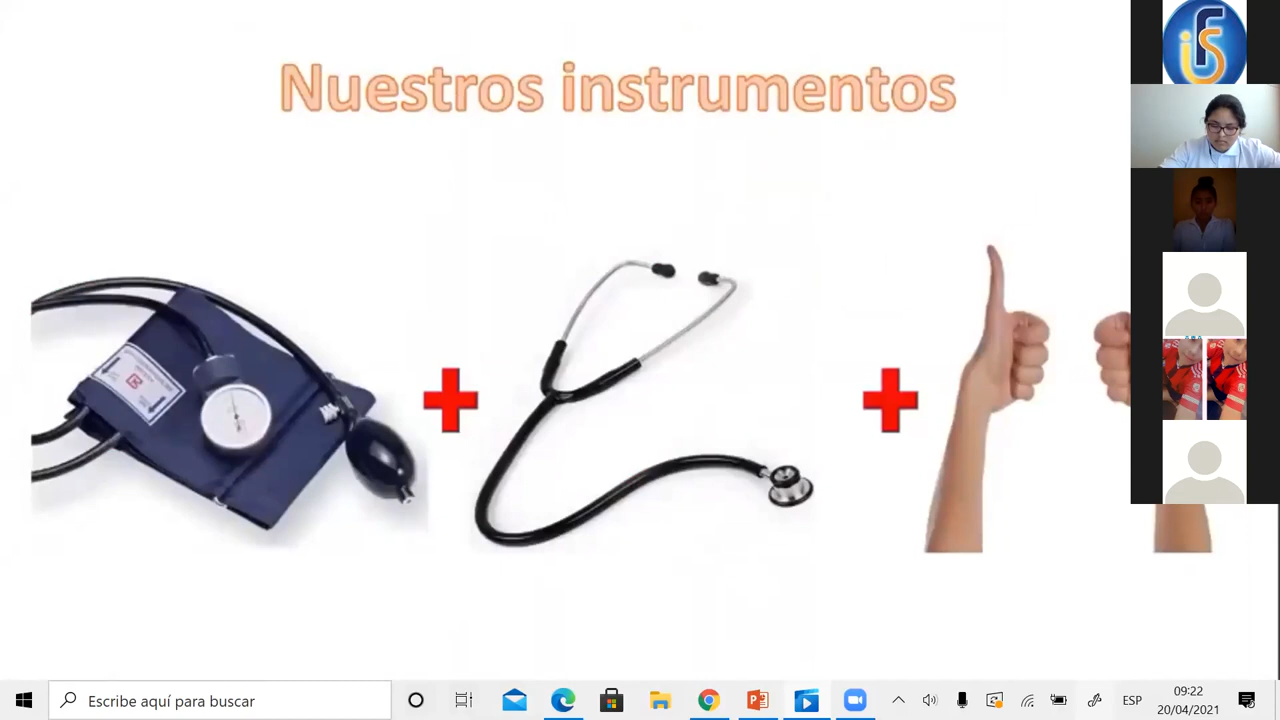 Nuestros instrumentos
Escribe aquí para buscar
ESP
09:22
20/04/2021